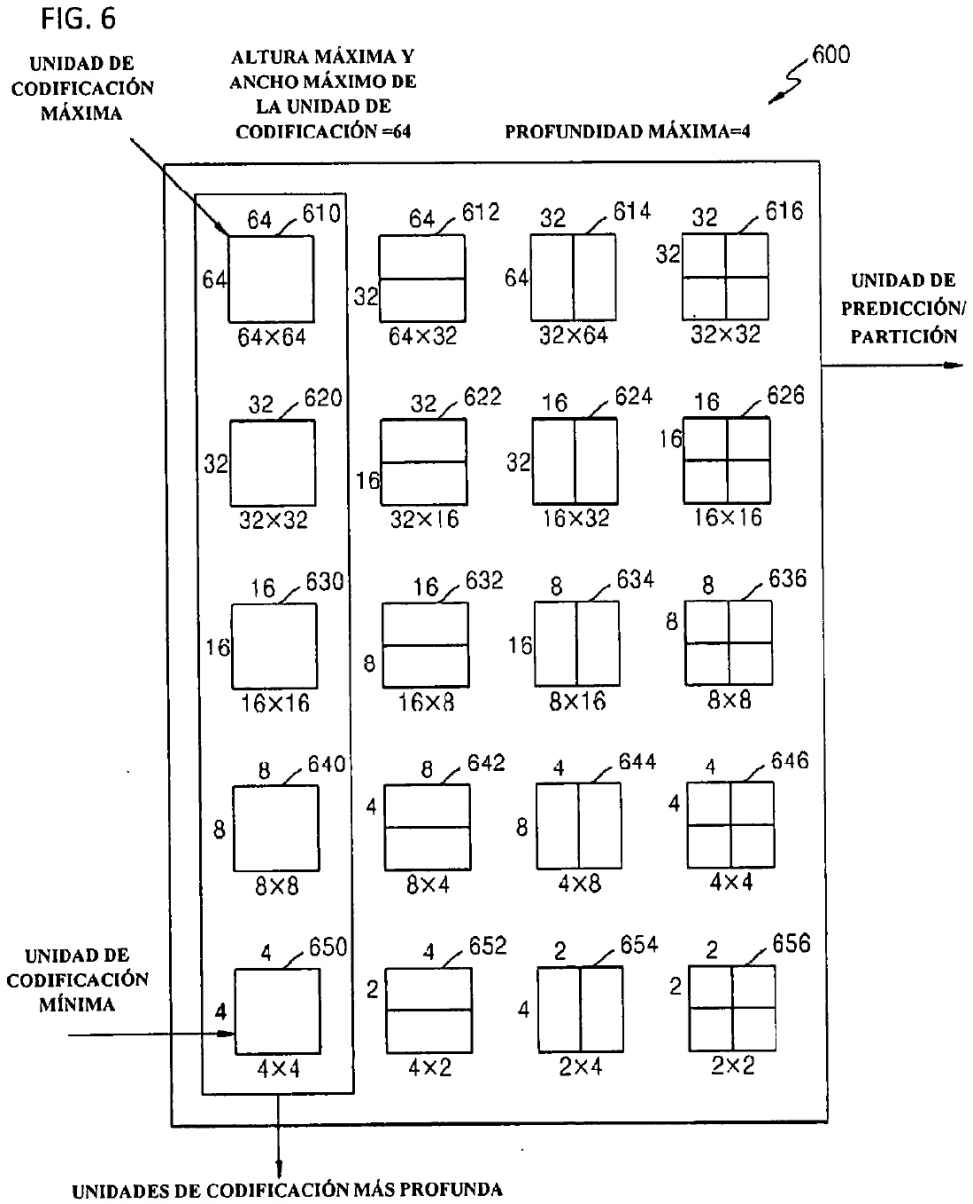 FIG. 6
UNIDAD DE
CODIFICACIÓN
MÁXIMA
ALTURA MÁXIMA Y
ANCHO MÁXIMO DE
LA UNIDAD DE
CODIFICACIÓN =64
PROFUNDIDAD MÁXIMA=4
600
64 610 64 612 32 614 32 616
64 32 64 32
64×64 64×32 32×64 32×32
UNIDAD DE
PREDICCIÓN/
PARTICIÓN
32 620 32 622 16 624 16 626
32 16 32 16
32×32 32×16 16×32 16×16
16 630 16 632 8 634 8 636
16 8 16 8
16×16 16×8 8×16 8×8
8 640 8 642 4 644 4 646
8 4 8 4
8×8 8×4 4×8 4×4
UNIDAD DE
CODIFICACIÓN
MÍNIMA
4 650 4 652 2 654 2 656
4 2 4 2
4×4 4×2 2×4 2×2
UNIDADES DE CODIFICACIÓN MÁS PROFUNDA